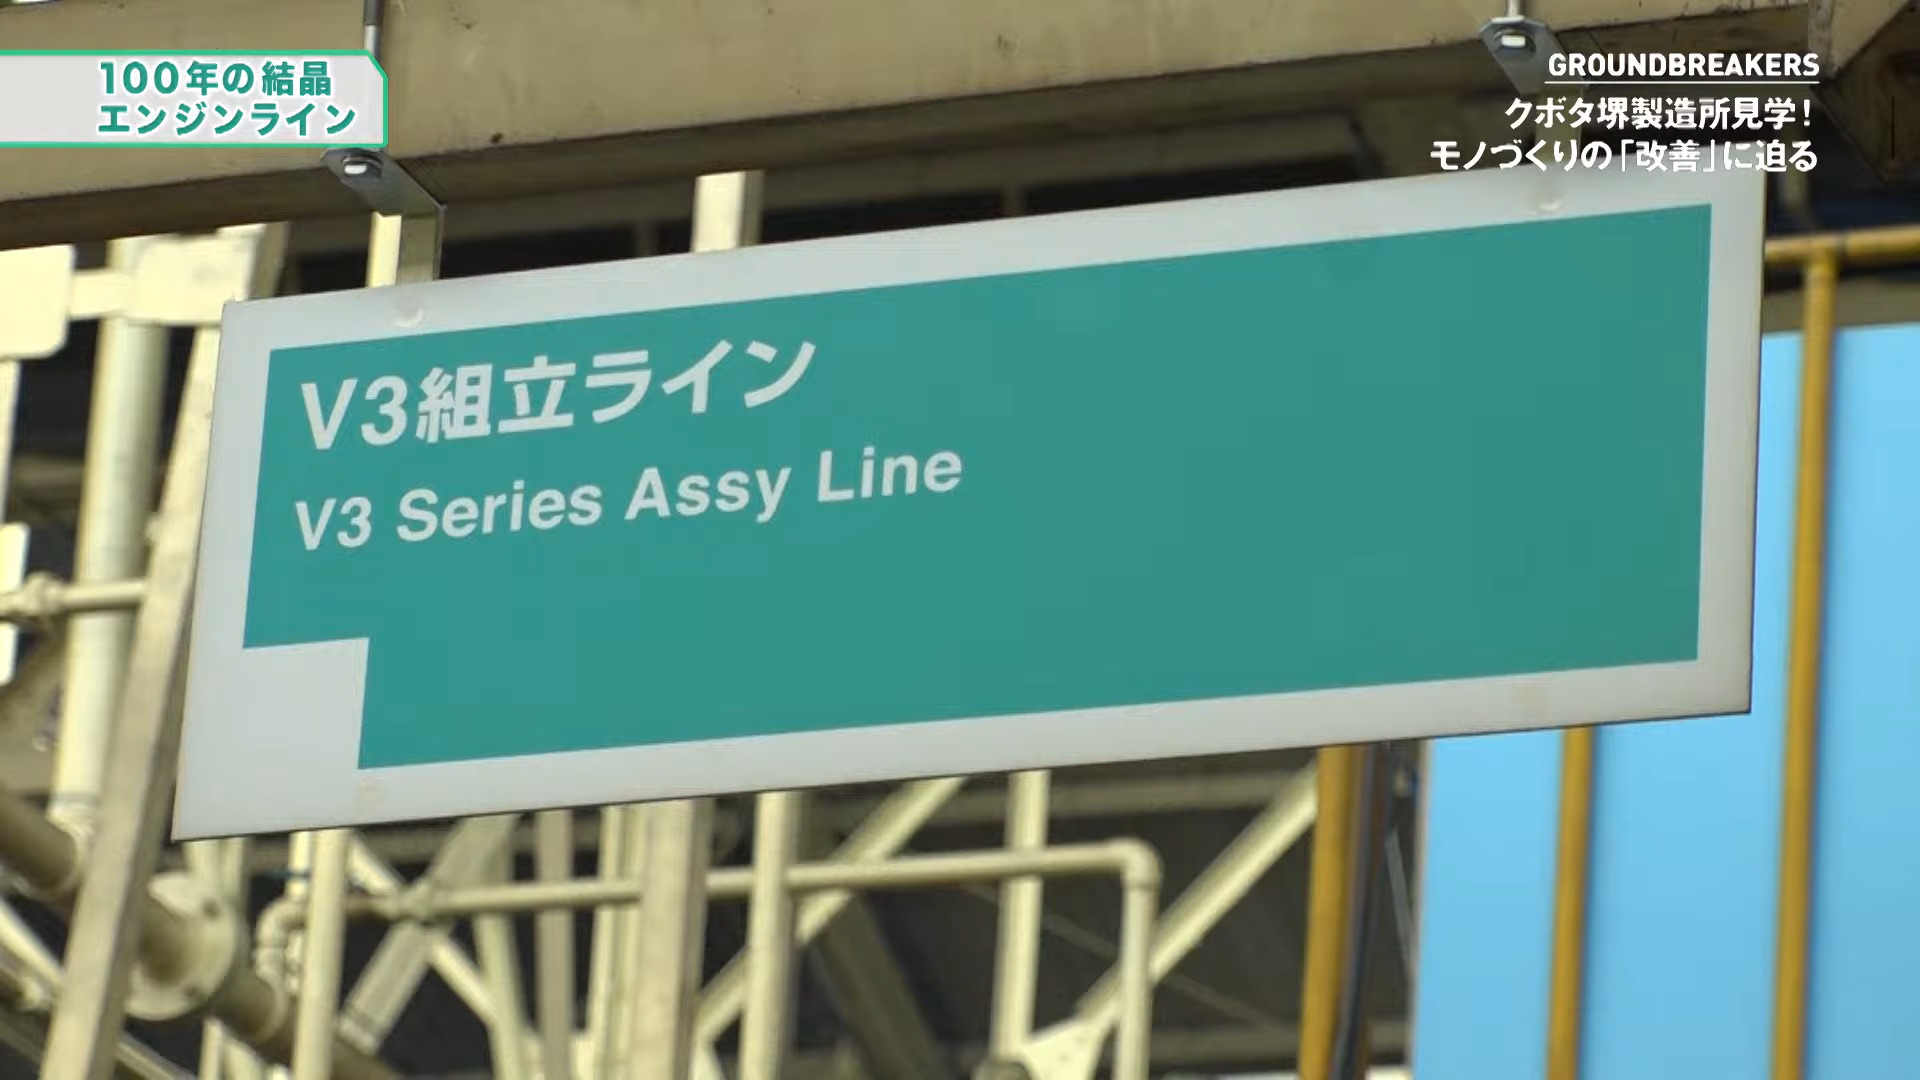 100年の結晶
エンジンライン
GROUNDBREAKERS
クボタ堺製造所見学!
モノづくりの「改善」に迫る
V3組立ライン
V3 Series Assy Line